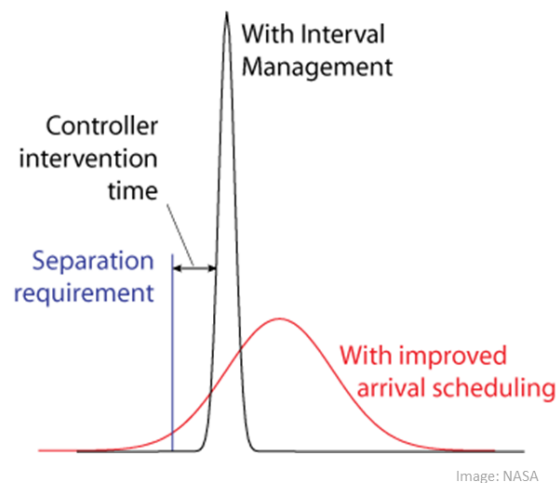 With Interval
Management
Controller
intervention
time
Separation
requirement
With improved
arrival scheduling
Image: NASA